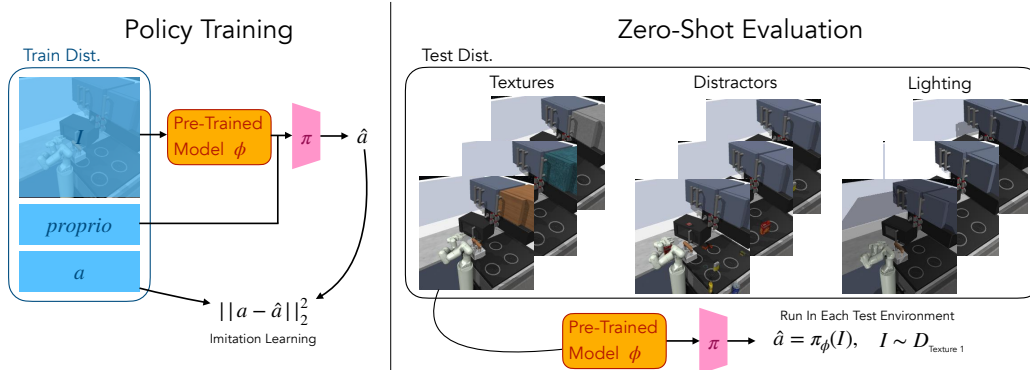 Policy Training
Train Dist.
I
Pre-Trained
Model ϕ
π
â
proprio
a
||a − â||₂²
Imitation Learning
Zero-Shot Evaluation
Test Dist.
Textures
Distractors
Lighting
Pre-Trained
Model ϕ
π
Run In Each Test Environment
â = π_ϕ(I), I ∼ D_Texture 1